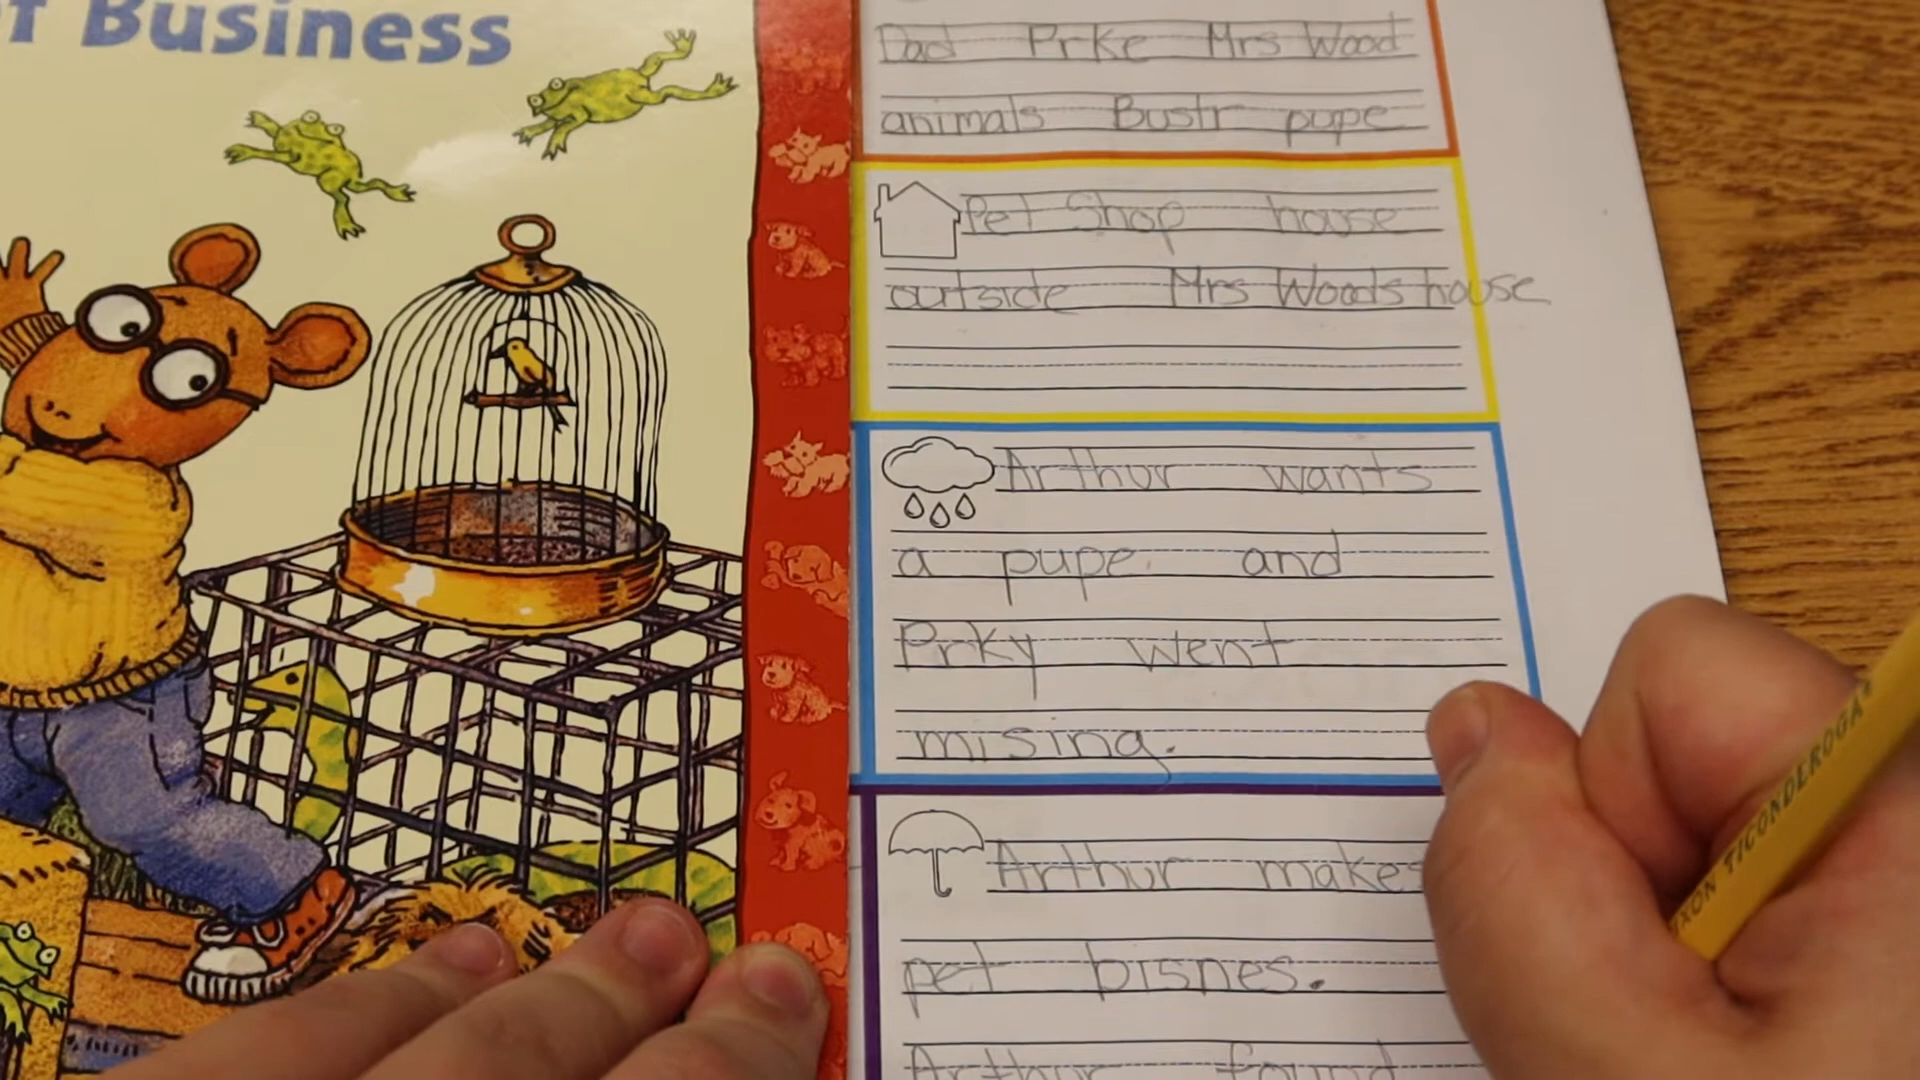 Business
Dad Prke Mrs Wood
animals Bustr pupe
Pet Shop house
outside Mrs Woods house
Arthur wants
a pupe and
Prky went
mising.
Arthur makes
pet bisnes.
Arthur found
TICONDEROGA